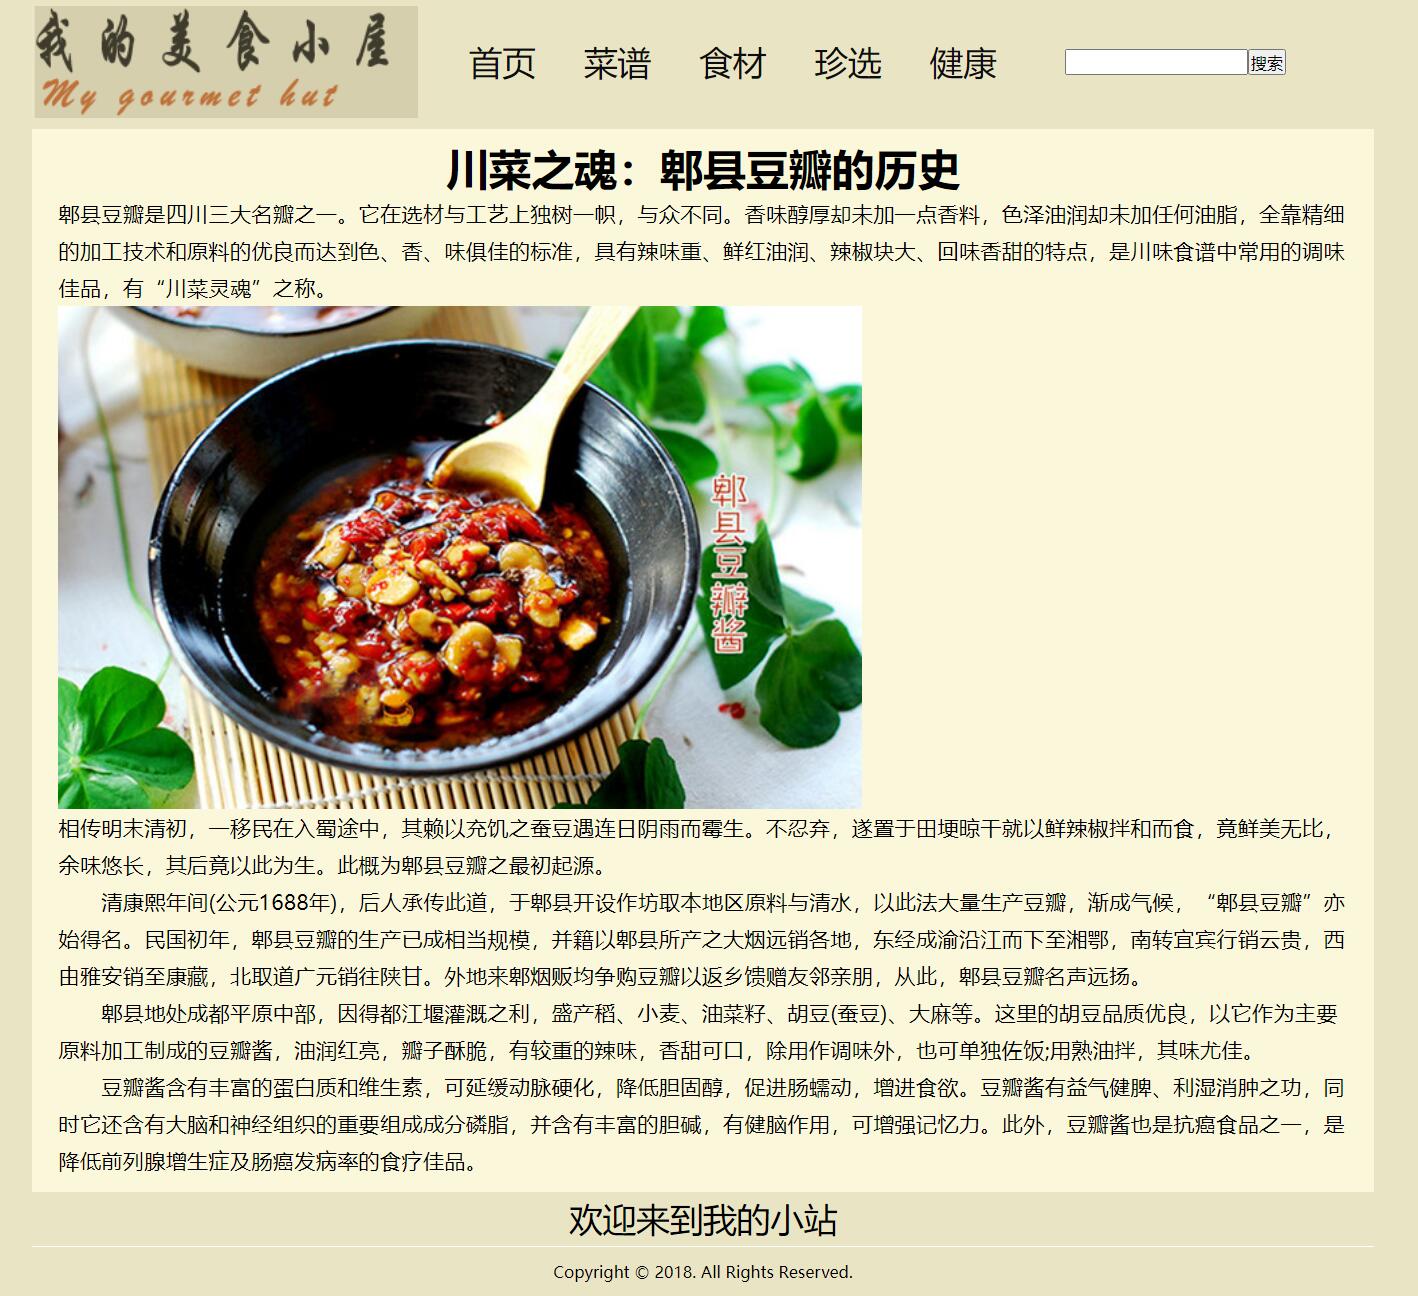 我的美食小屋
My gourmet hut
首页 菜谱 食材 珍选 健康 搜索
川菜之魂：郫县豆瓣的历史
郫县豆瓣是四川三大名瓣之一。它在选材与工艺上独树一帜，与众不同。香味醇厚却未加一点香料，色泽油润却未加任何油脂，全靠精细
的加工技术和原料的优良而达到色、香、味俱佳的标准，具有辣味重、鲜红油润、辣椒块大、回味香甜的特点，是川味食谱中常用的调味
佳品，有“川菜灵魂”之称。
郫县豆瓣酱
相传明末清初，一移民在入蜀途中，其赖以充饥之蚕豆遇连日阴雨而霉生。不忍弃，遂置于田埂晾干就以鲜辣椒拌和而食，竟鲜美无比，
余味悠长，其后竟以此为生。此概为郫县豆瓣之最初起源。
清康熙年间(公元1688年)，后人承传此道，于郫县开设作坊取本地区原料与清水，以此法大量生产豆瓣，渐成气候，“郫县豆瓣”亦
始得名。民国初年，郫县豆瓣的生产已成相当规模，并籍以郫县所产之大烟远销各地，东经成渝沿江而下至湘鄂，南转宜宾行销云贵，西
由雅安销至康藏，北取道广元销往陕甘。外地来郫烟贩均争购豆瓣以返乡馈赠友邻亲朋，从此，郫县豆瓣名声远扬。
郫县地处成都平原中部，因得都江堰灌溉之利，盛产稻、小麦、油菜籽、胡豆(蚕豆)、大麻等。这里的胡豆品质优良，以它作为主要
原料加工制成的豆瓣酱，油润红亮，瓣子酥脆，有较重的辣味，香甜可口，除用作调味外，也可单独佐饭;用熟油拌，其味尤佳。
豆瓣酱含有丰富的蛋白质和维生素，可延缓动脉硬化，降低胆固醇，促进肠蠕动，增进食欲。豆瓣酱有益气健脾、利湿消肿之功，同
时它还含有大脑和神经组织的重要组成成分磷脂，并含有丰富的胆碱，有健脑作用，可增强记忆力。此外，豆瓣酱也是抗癌食品之一，是
降低前列腺增生症及肠癌发病率的食疗佳品。
欢迎来到我的小站
Copyright © 2018. All Rights Reserved.